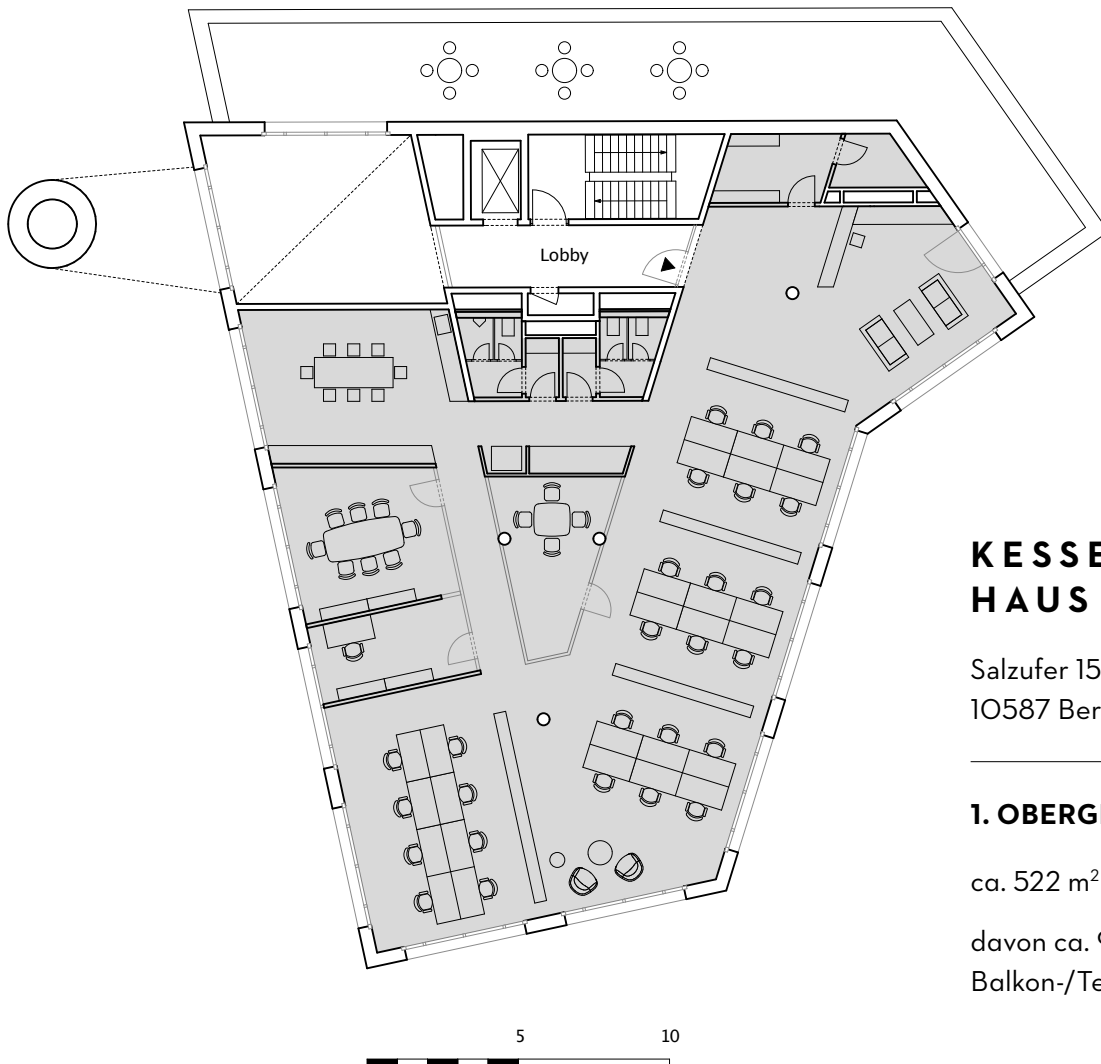 Lobby
KESSE
HAUS
Salzufer 15
10587 Ber
1. OBERG
ca. 522 m²
davon ca.
Balkon-/Te
5 10